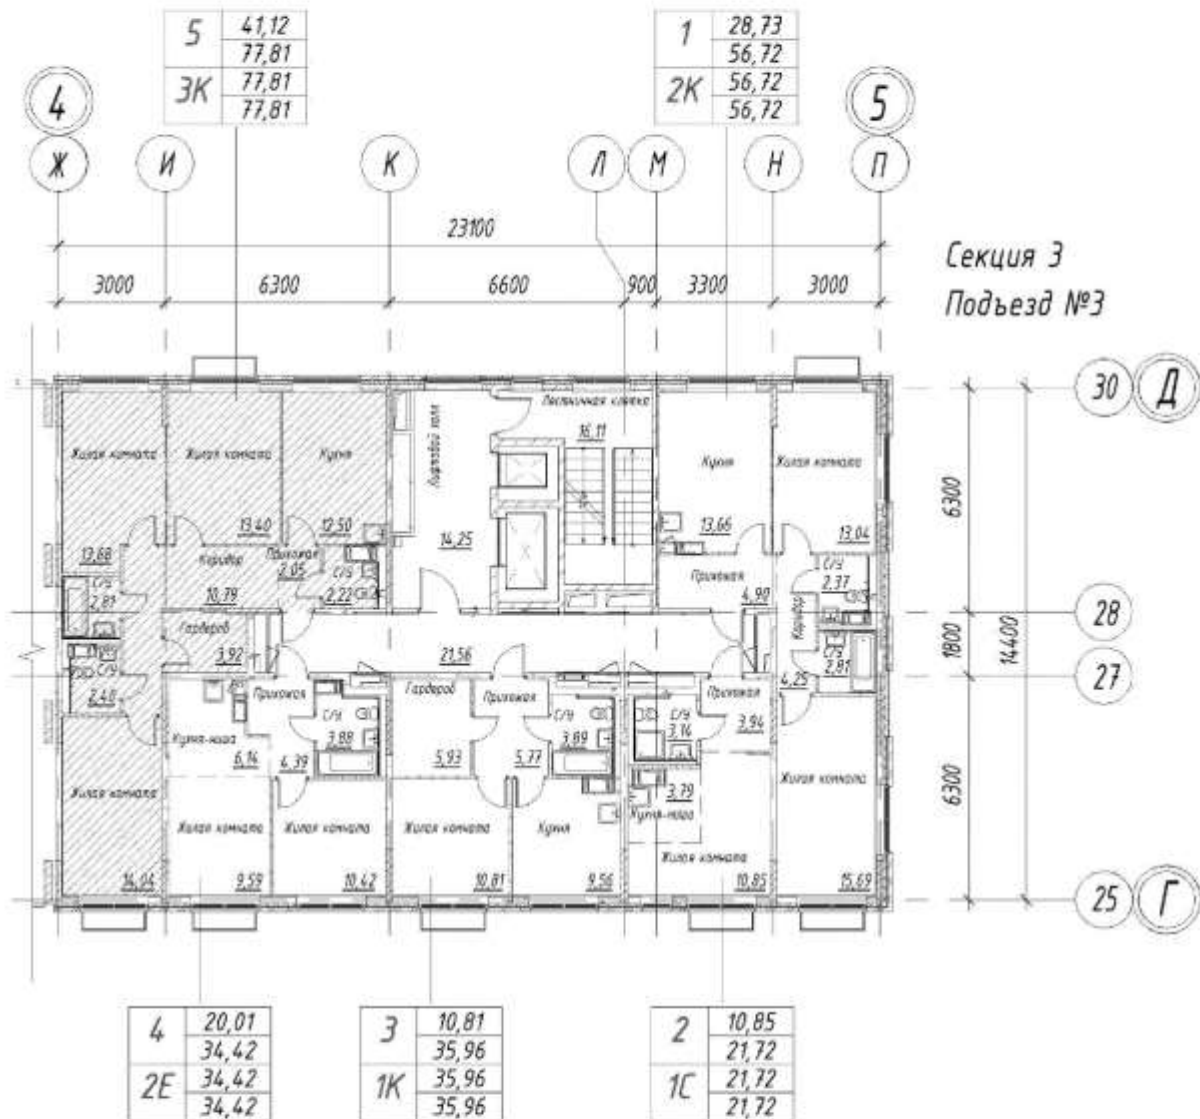 5
41,12
77,81
3К
77,81
77,81
1
28,73
56,72
2К
56,72
56,72
4
5
Ж
И
К
Л
М
Н
П
23100
3000
6300
6600
900
3300
3000
Секция 3
Подъезд №3
30
Д
6300
28
1800
14400
27
6300
25
Г
Жилая комната
13,88
Жилая комната
13,40
Кухня
12,50
Лифтовой холл
14,25
Лестничная клетка
16,11
Кухня
13,66
Жилая комната
13,04
С/У
2,81
Коридор
10,79
Прихожая
2,05
С/У
2,22
Прихожая
4,90
С/У
2,37
Гардероб
3,92
21,56
Коридор
4,25
С/У
2,81
С/У
2,40
Кухня-ниша
6,14
Прихожая
4,39
С/У
3,88
Гардероб
5,93
Прихожая
5,77
С/У
3,89
С/У
3,14
Прихожая
3,94
3,79
Кухня-ниша
Жилая комната
14,04
Жилая комната
9,59
Жилая комната
10,42
Жилая комната
10,81
Кухня
9,56
Жилая комната
10,85
Жилая комната
15,69
4
20,01
34,42
2Е
34,42
34,42
3
10,81
35,96
1К
35,96
35,96
2
10,85
21,72
1С
21,72
21,72